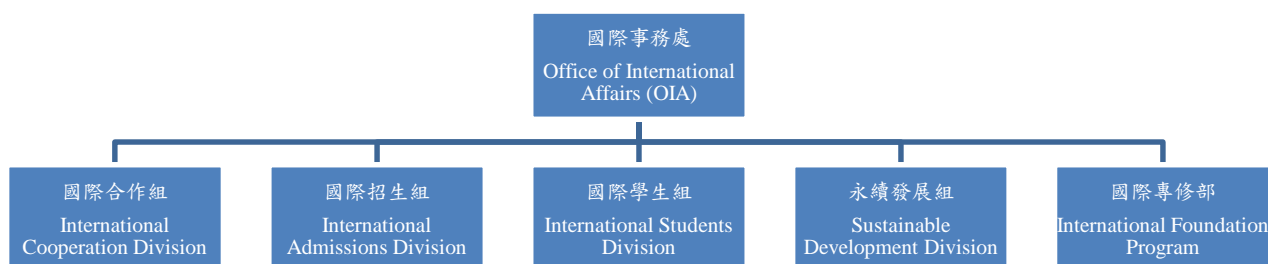 國際事務處
Office of International
Affairs (OIA)
國際合作組
International
Cooperation Division
國際招生組
International
Admissions Division
國際學生組
International Students
Division
永續發展組
Sustainable
Development Division
國際專修部
International Foundation
Program